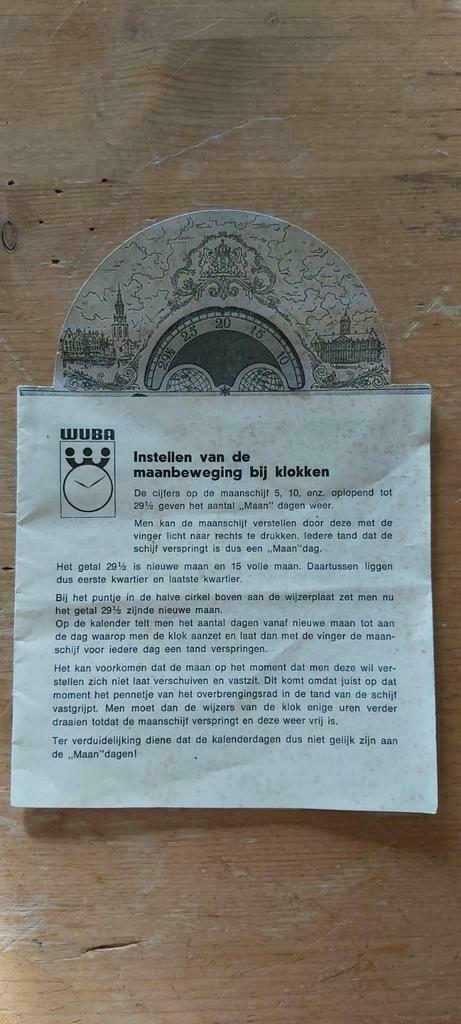 29½ 25 20 15 10
WUBA
Instellen van de
maanbeweging bij klokken
De cijfers op de maanschijf 5, 10, enz. oplopend tot
29½ geven het aantal „Maan" dagen weer.
Men kan de maanschijf verstellen door deze met de
vinger licht naar rechts te drukken. Iedere tand dat de
schijf verspringt is dus een „Maan"dag.
Het getal 29½ is nieuwe maan en 15 volle maan. Daartussen liggen
dus eerste kwartier en laatste kwartier.
Bij het puntje in de halve cirkel boven aan de wijzerplaat zet men nu
het getal 29½ zijnde nieuwe maan.
Op de kalender telt men het aantal dagen vanaf nieuwe maan tot aan
de dag waarop men de klok aanzet en laat dan met de vinger de maan-
schijf voor iedere dag een tand verspringen.
Het kan voorkomen dat de maan op het moment dat men deze wil ver-
stellen zich niet laat verschuiven en vastzit. Dit komt omdat juist op dat
moment het pennetje van het overbrengingsrad in de tand van de schijf
vastgrijpt. Men moet dan de wijzers van de klok enige uren verder
draaien totdat de maanschijf verspringt en deze weer vrij is.
Ter verduidelijking diene dat de kalenderdagen dus niet gelijk zijn aan
de „Maan"dagen!